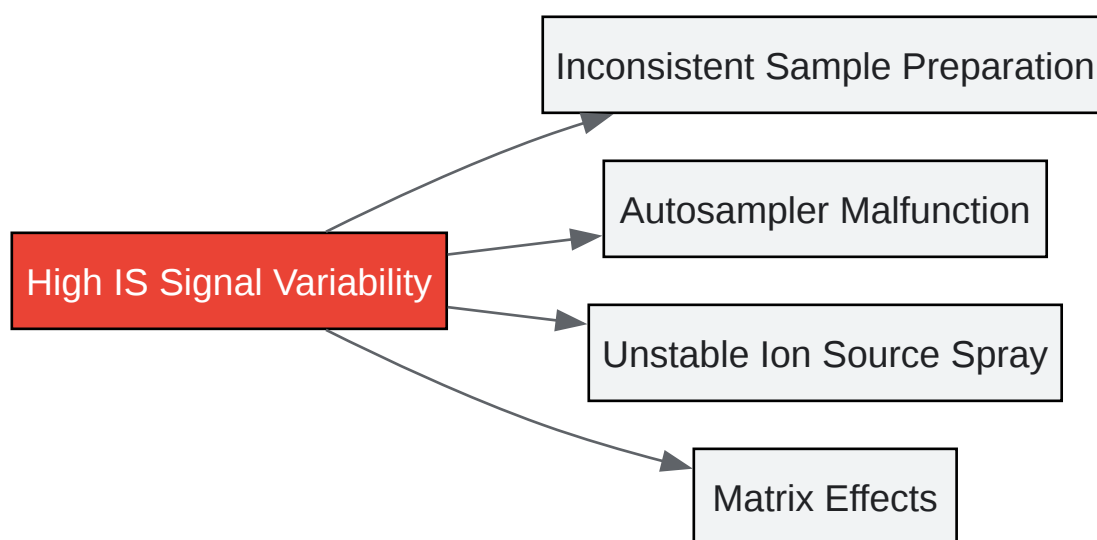 Inconsistent Sample Preparation
Autosampler Malfunction
High IS Signal Variability
Unstable Ion Source Spray
Matrix Effects